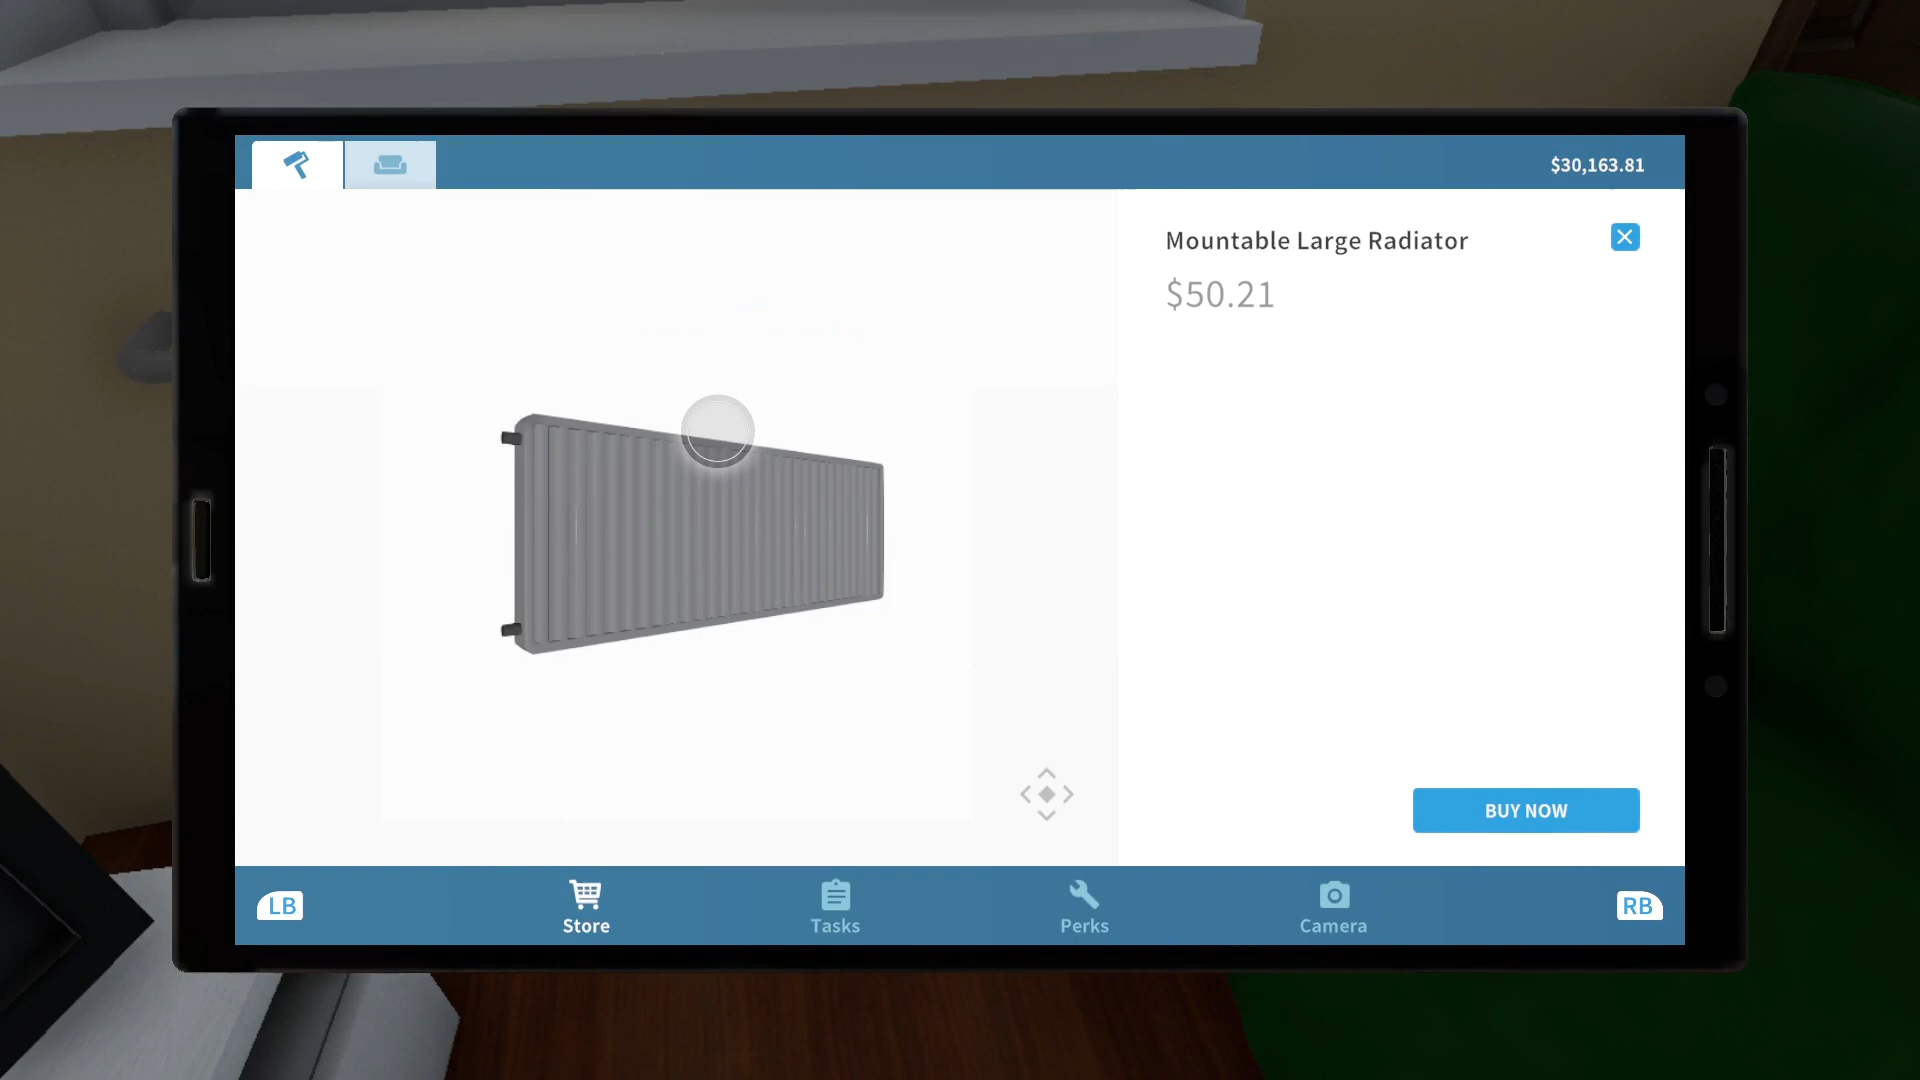 $30,163.81
Mountable Large Radiator
$50.21
BUY NOW
LB
Store
Tasks
Perks
Camera
RB